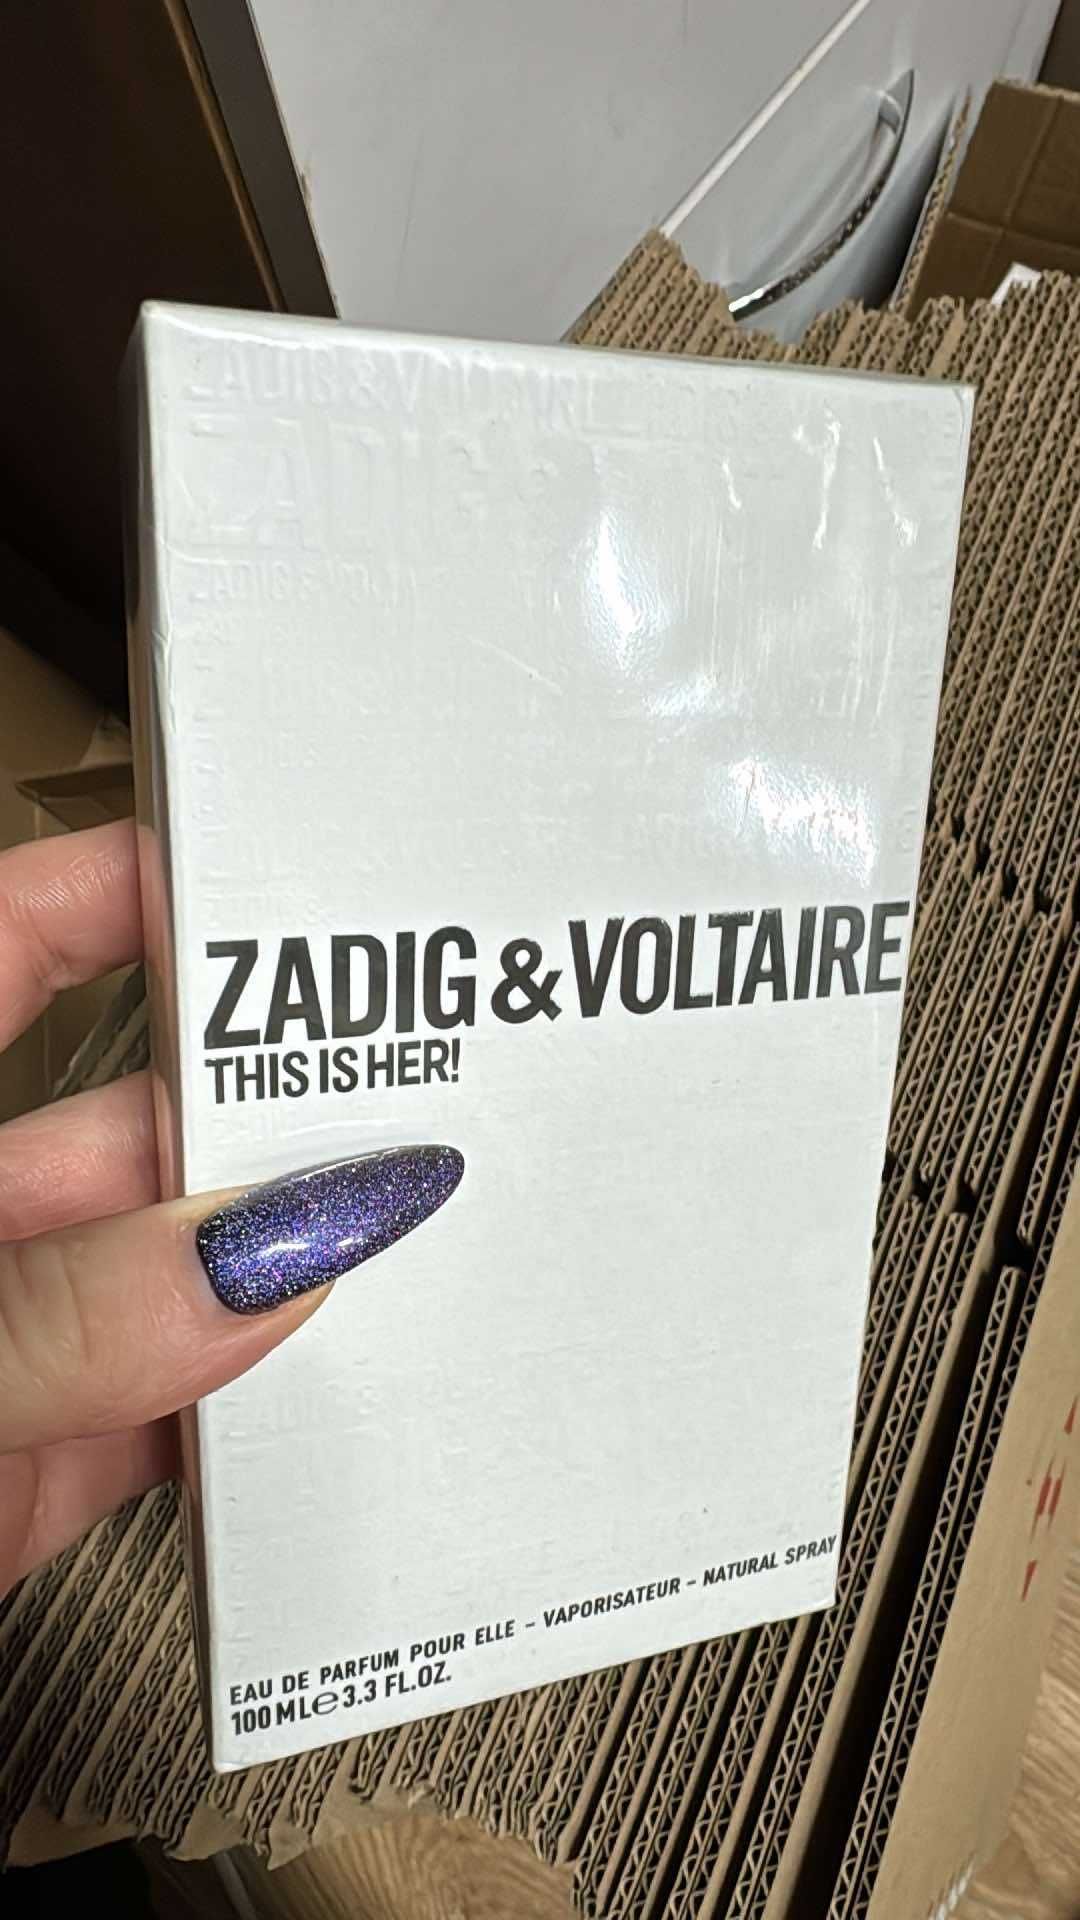 ZADIG & VOLTAIRE
THIS IS HER!
EAU DE PARFUM POUR ELLE - VAPORISATEUR - NATURAL SPRAY
100 ML e 3.3 FL.OZ.